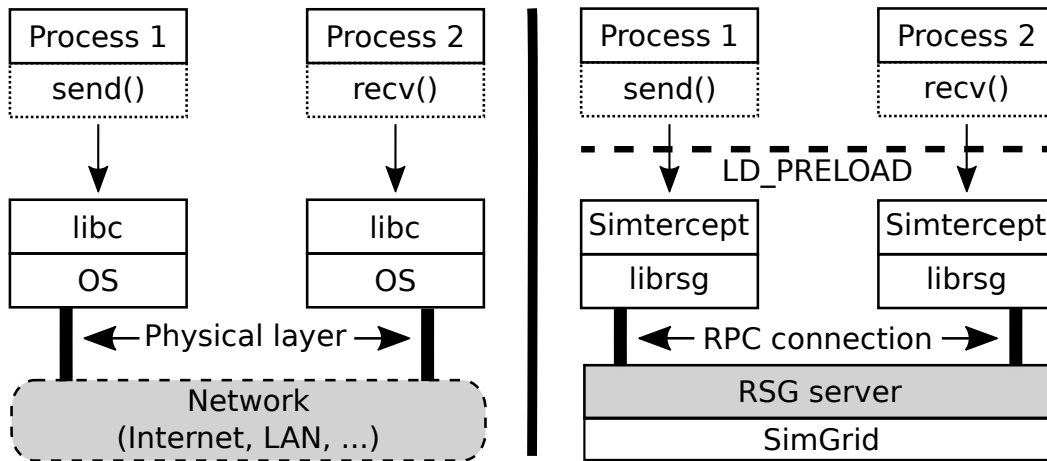 Process 1
send()
Process 2
recv()
libc
OS
libc
OS
Physical layer
Network
(Internet, LAN, ...)
Process 1
send()
Process 2
recv()
LD_PRELOAD
Simtercept
librsg
Simtercept
librsg
RPC connection
RSG server
SimGrid